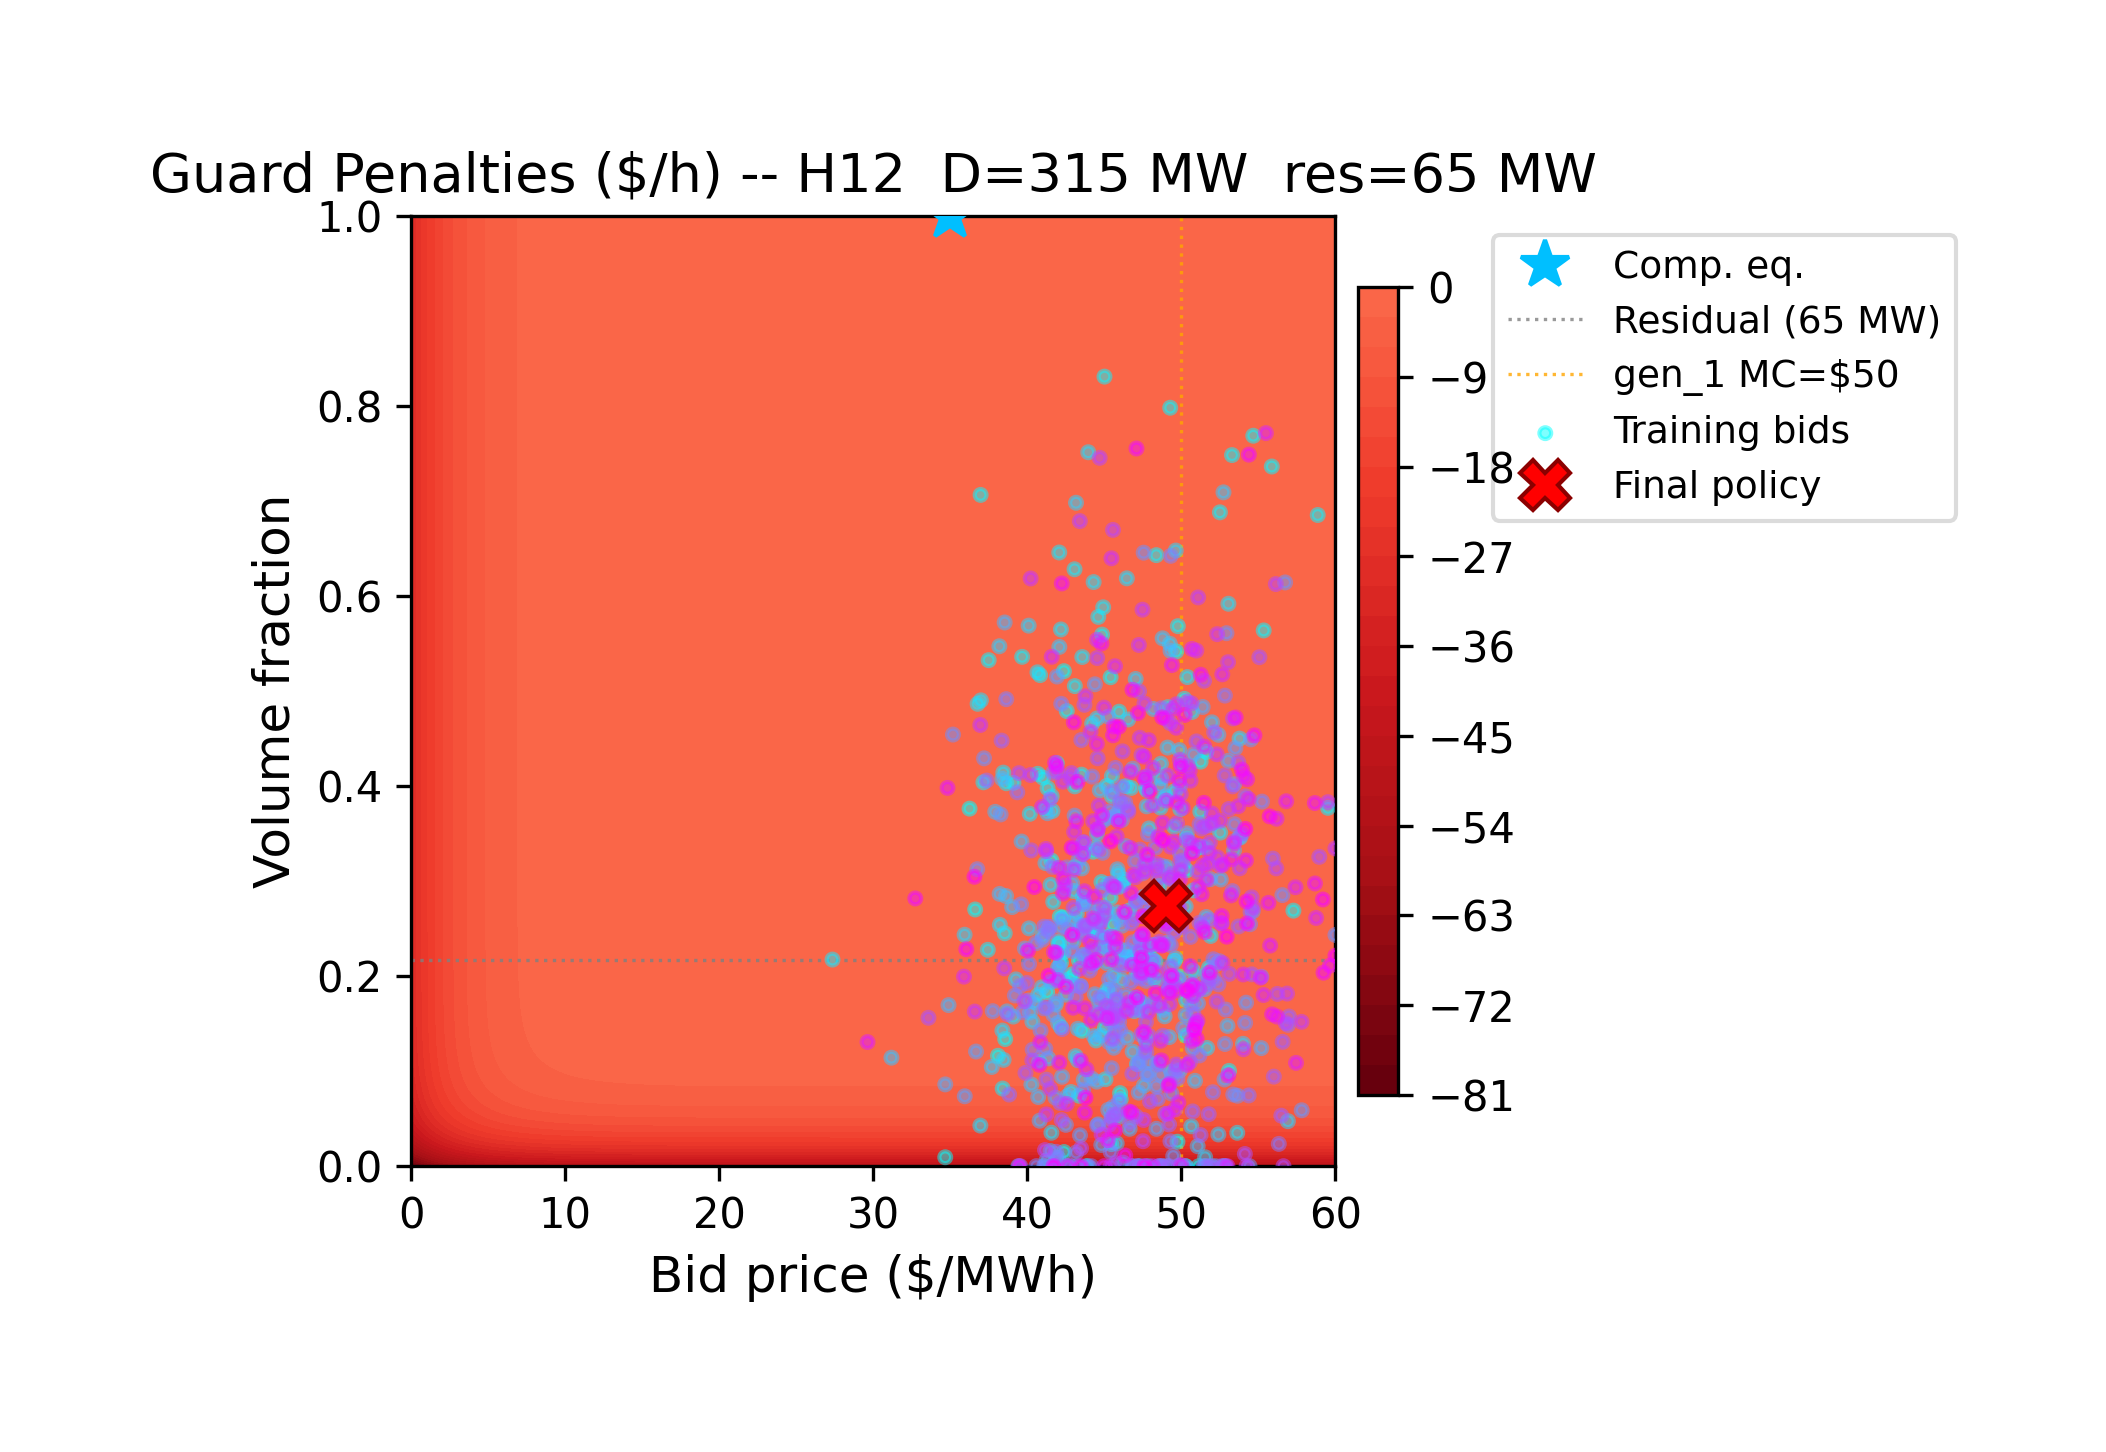 Guard Penalties ($/h) -- H12  D=315 MW  res=65 MW
1.0
0.8
0.6
0.4
0.2
0.0
Volume fraction
0 10 20 30 40 50 60
Bid price ($/MWh)
0
−9
−18
−27
−36
−45
−54
−63
−72
−81
Comp. eq.
Residual (65 MW)
gen_1 MC=$50
Training bids
Final policy